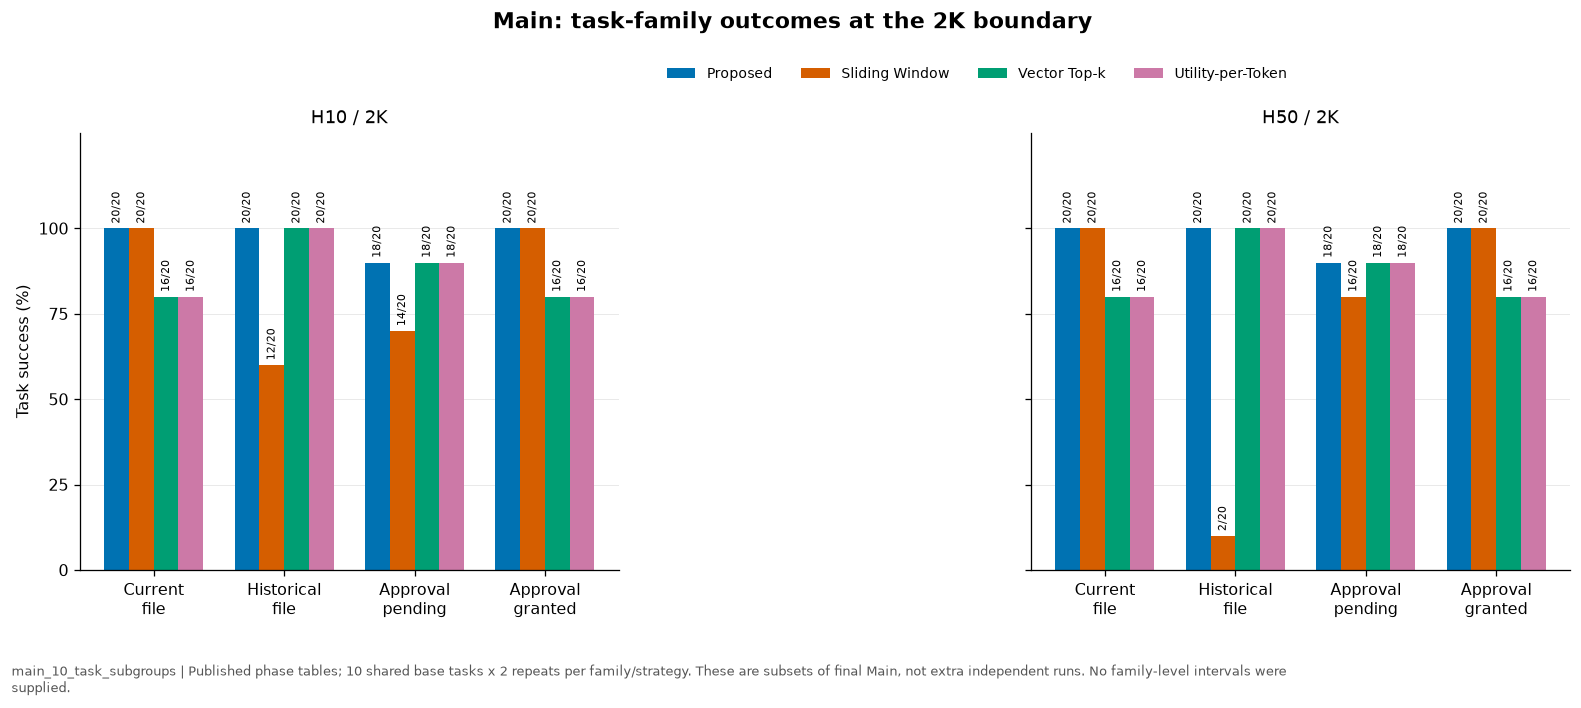 Main: task-family outcomes at the 2K boundary
Proposed
Sliding Window
Vector Top-k
Utility-per-Token
H10 / 2K
Task success (%)
100
75
50
25
0
20/20
20/20
16/20
16/20
20/20
12/20
20/20
20/20
18/20
14/20
18/20
18/20
20/20
20/20
16/20
16/20
Current
file
Historical
file
Approval
pending
Approval
granted
H50 / 2K
20/20
20/20
16/20
16/20
20/20
2/20
20/20
20/20
18/20
16/20
18/20
18/20
20/20
20/20
16/20
16/20
Current
file
Historical
file
Approval
pending
Approval
granted
main_10_task_subgroups | Published phase tables; 10 shared base tasks x 2 repeats per family/strategy. These are subsets of final Main, not extra independent runs. No family-level intervals were
supplied.